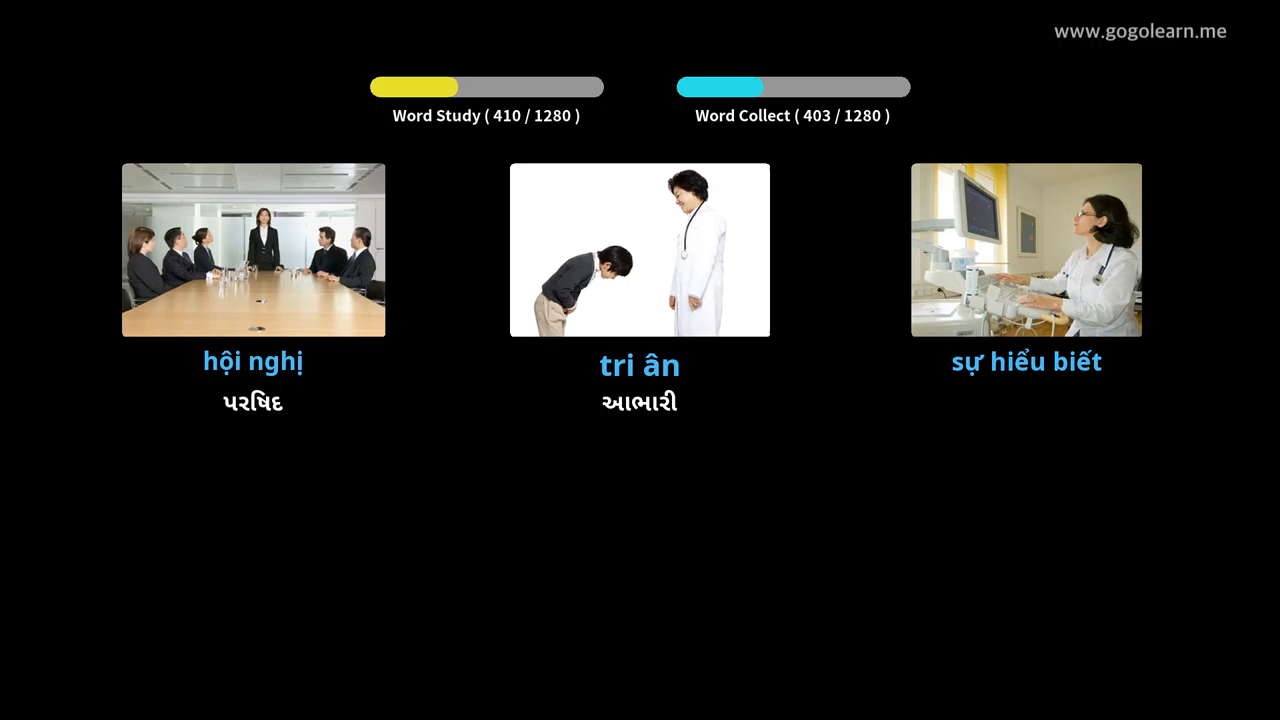 www.gogolearn.me
Word Study ( 410 / 1280 )
Word Collect ( 403 / 1280 )
hội nghị
પરષિદ
tri ân
આભારી
sự hiểu biết